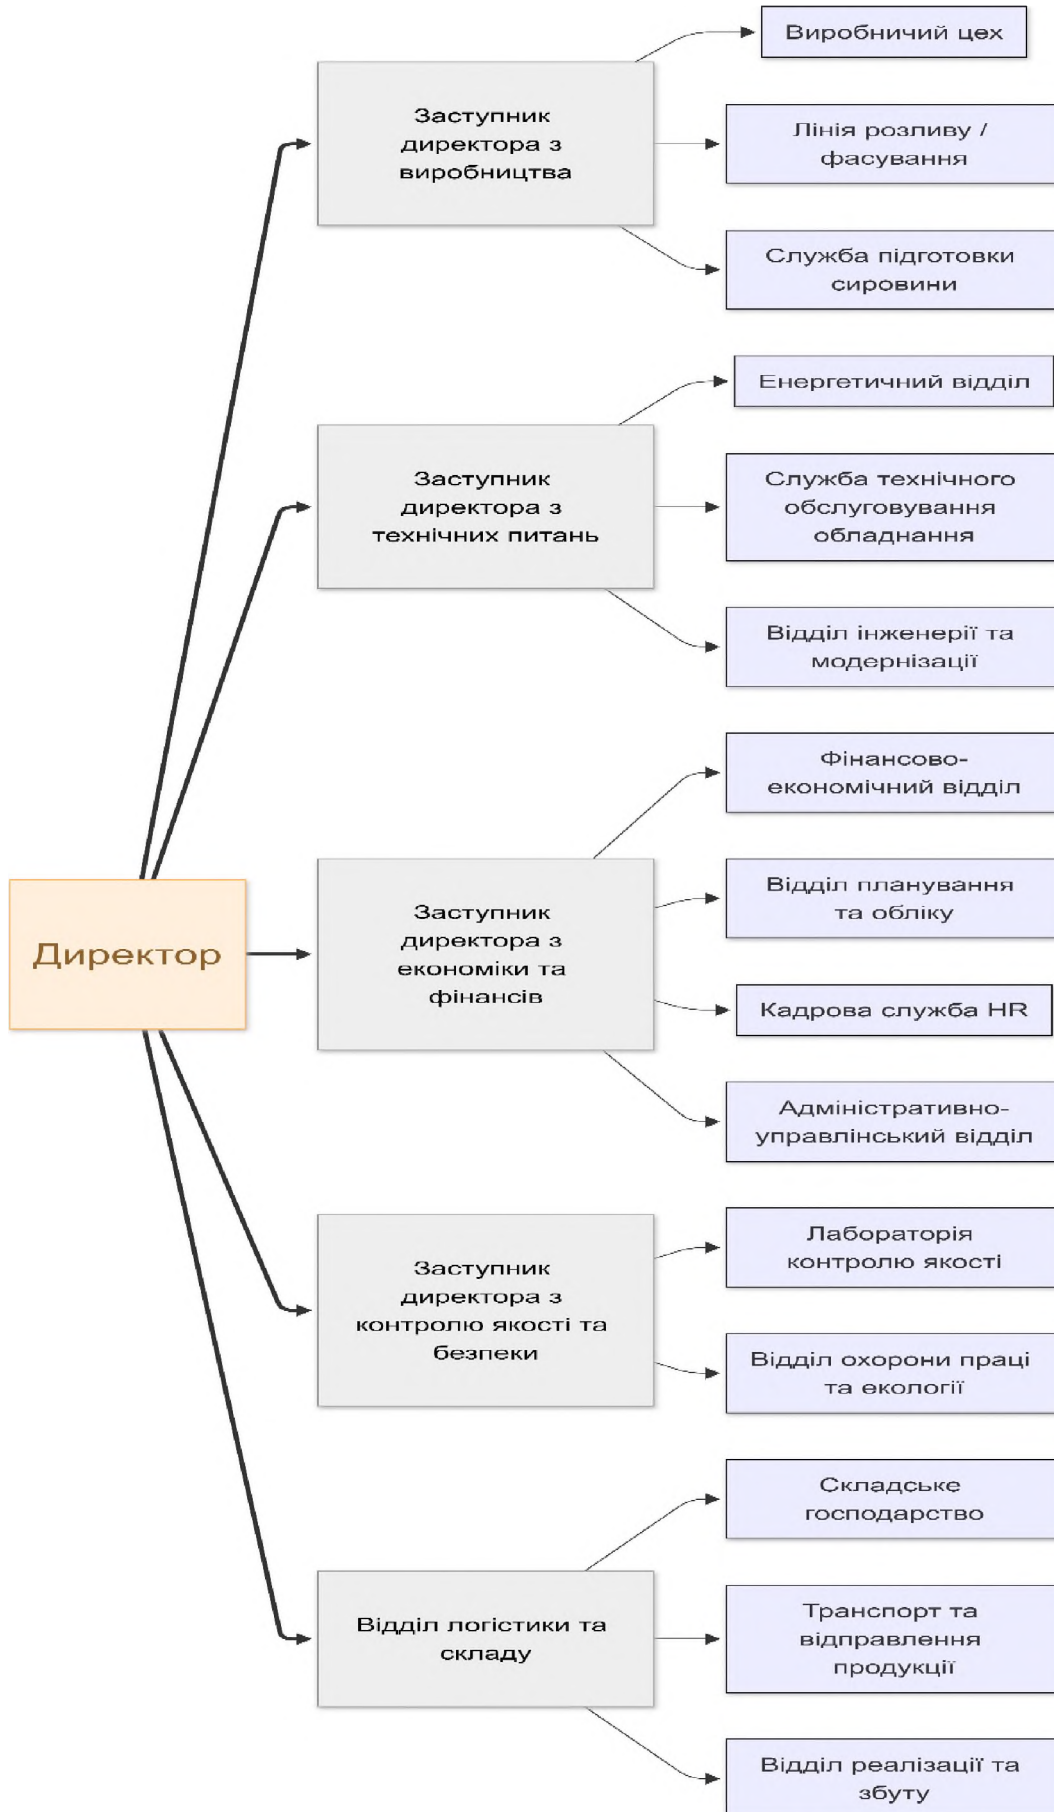 Директор
Заступник
директора з
виробництва
Виробничий цех
Лінія розливу /
фасування
Служба підготовки
сировини
Заступник
директора з
технічних питань
Енергетичний відділ
Служба технічного
обслуговування
обладнання
Відділ інженерії та
модернізації
Заступник
директора з
економіки та
фінансів
Фінансово-
економічний відділ
Відділ планування
та обліку
Кадрова служба HR
Адміністративно-
управлінський відділ
Заступник
директора з
контролю якості та
безпеки
Лабораторія
контролю якості
Відділ охорони праці
та екології
Відділ логістики та
складу
Складське
господарство
Транспорт та
відправлення
продукції
Відділ реалізації та
збуту